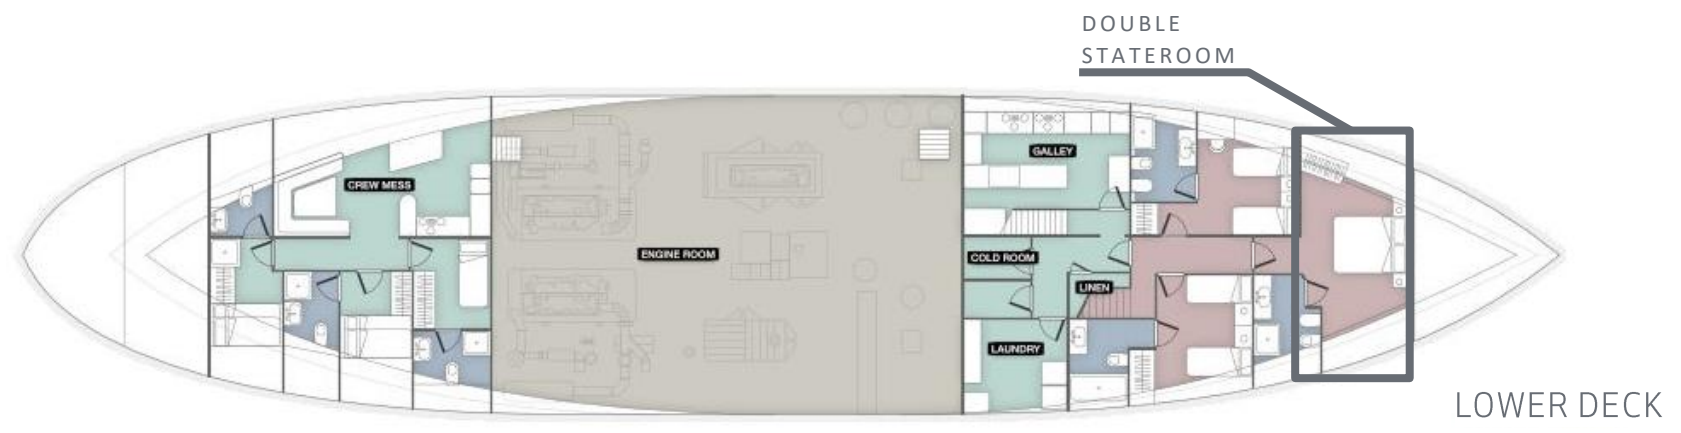 DOUBLE
STATEROOM
CREW MESS
GALLEY
ENGINE ROOM
COLD ROOM
LINEN
LAUNDRY
LOWER DECK